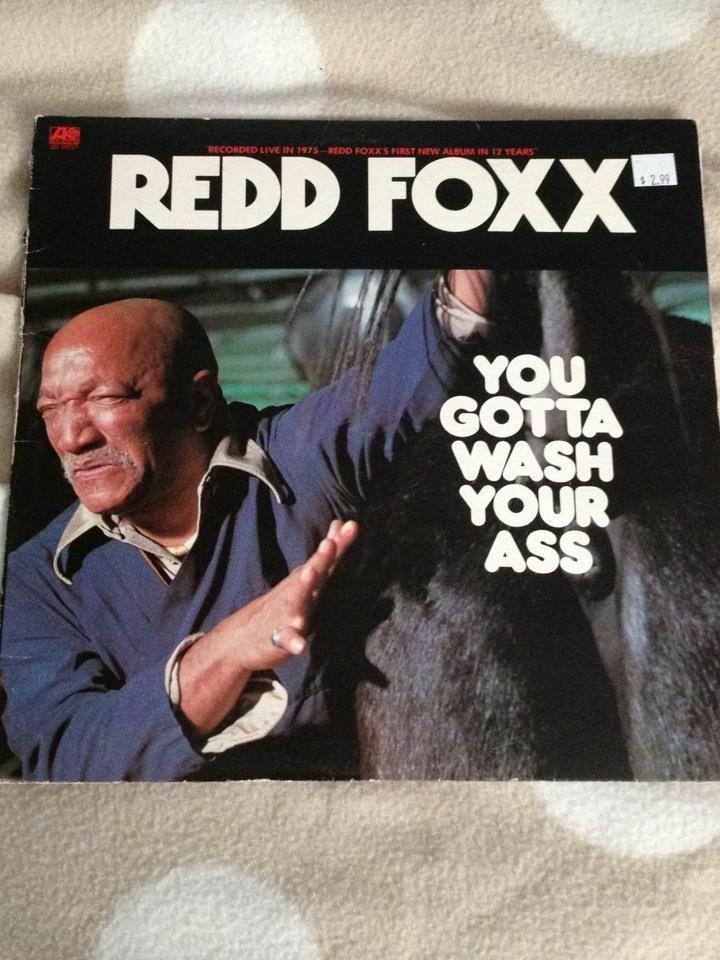 "RECORDED LIVE IN 1975—REDD FOXX'S FIRST NEW ALBUM IN 12 YEARS"
REDD FOXX
$ 2.99
YOU
GOTTA
WASH
YOUR
ASS